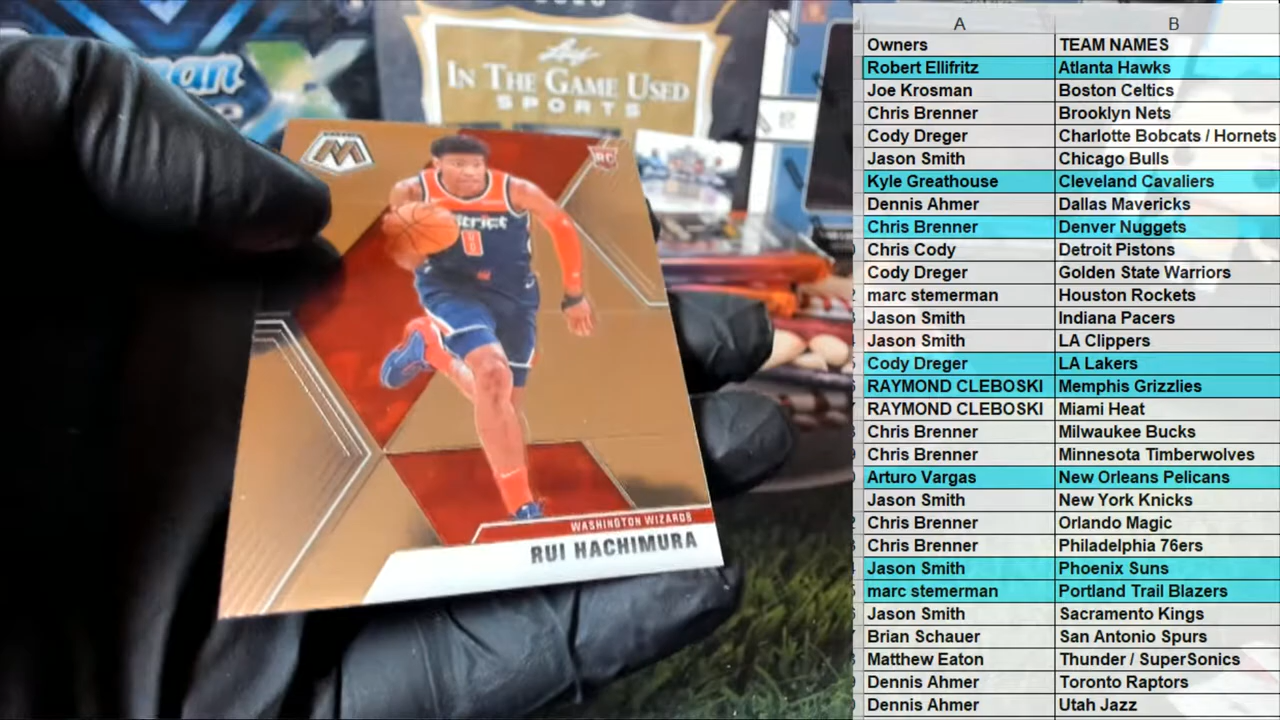 Leaf
IN THE GAME USED
SPORTS
M
RC
District
8
WASHINGTON WIZARDS
RUI HACHIMURA
A B
Owners TEAM NAMES
Robert Ellifritz Atlanta Hawks
Joe Krosman Boston Celtics
Chris Brenner Brooklyn Nets
Cody Dreger Charlotte Bobcats / Hornets
Jason Smith Chicago Bulls
Kyle Greathouse Cleveland Cavaliers
Dennis Ahmer Dallas Mavericks
Chris Brenner Denver Nuggets
Chris Cody Detroit Pistons
Cody Dreger Golden State Warriors
marc stemerman Houston Rockets
Jason Smith Indiana Pacers
Jason Smith LA Clippers
Cody Dreger LA Lakers
RAYMOND CLEBOSKI Memphis Grizzlies
RAYMOND CLEBOSKI Miami Heat
Chris Brenner Milwaukee Bucks
Chris Brenner Minnesota Timberwolves
Arturo Vargas New Orleans Pelicans
Jason Smith New York Knicks
Chris Brenner Orlando Magic
Chris Brenner Philadelphia 76ers
Jason Smith Phoenix Suns
marc stemerman Portland Trail Blazers
Jason Smith Sacramento Kings
Brian Schauer San Antonio Spurs
Matthew Eaton Thunder / SuperSonics
Dennis Ahmer Toronto Raptors
Dennis Ahmer Utah Jazz